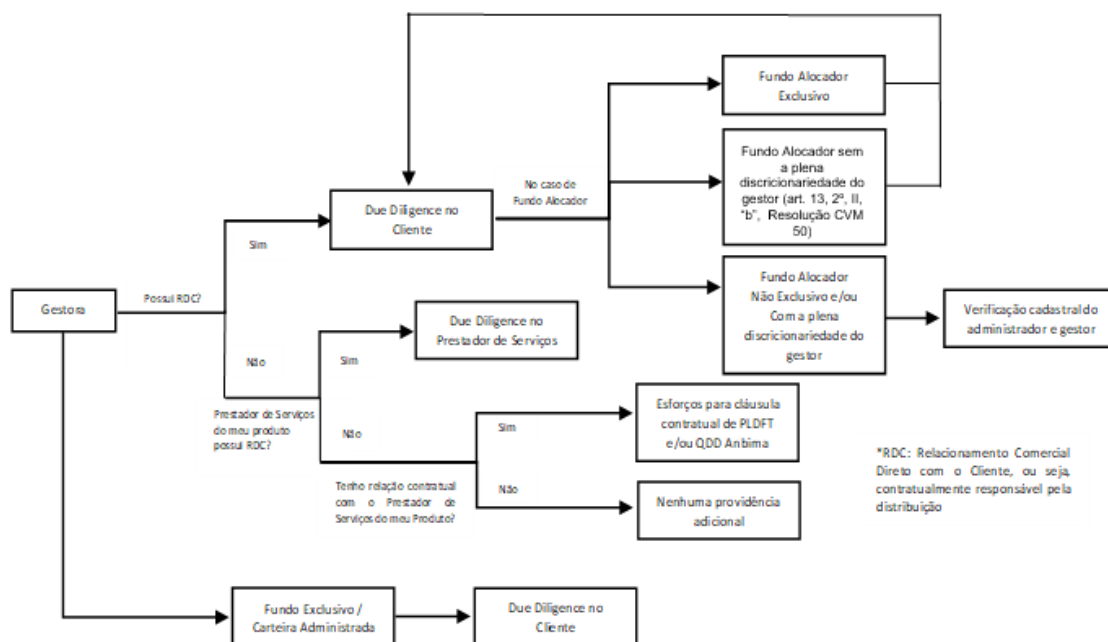 Fundo Alocador
Exclusivo
Fundo Alocador sem
a plena
discricionariedade do
gestor (art. 13, 2º, II,
"b", Resolução CVM
50)
No caso de
Fundo Alocador
Due Diligence no
Cliente
Sim
Fundo Alocador
Não Exclusivo e/ou
Com a plena
discricionariedade do
gestor
Verificação cadastral do
administrador e gestor
Gestora
Possui RDC?
Due Diligence no
Prestador de Serviços
Não
Sim
Prestador de Serviços
do meu produto
possui RDC?
Esforços para cláusula
contratual de PLDFT
e/ou QDD Anbima
Sim
Não
*RDC: Relacionamento Comercial
Direto com o Cliente, ou seja,
contratualmente responsável pela
distribuição
Tenho relação contratual
com o Prestador de
Serviços do meu Produto?
Não
Nenhuma providência
adicional
Fundo Exclusivo /
Carteira Administrada
Due Diligence no
Cliente